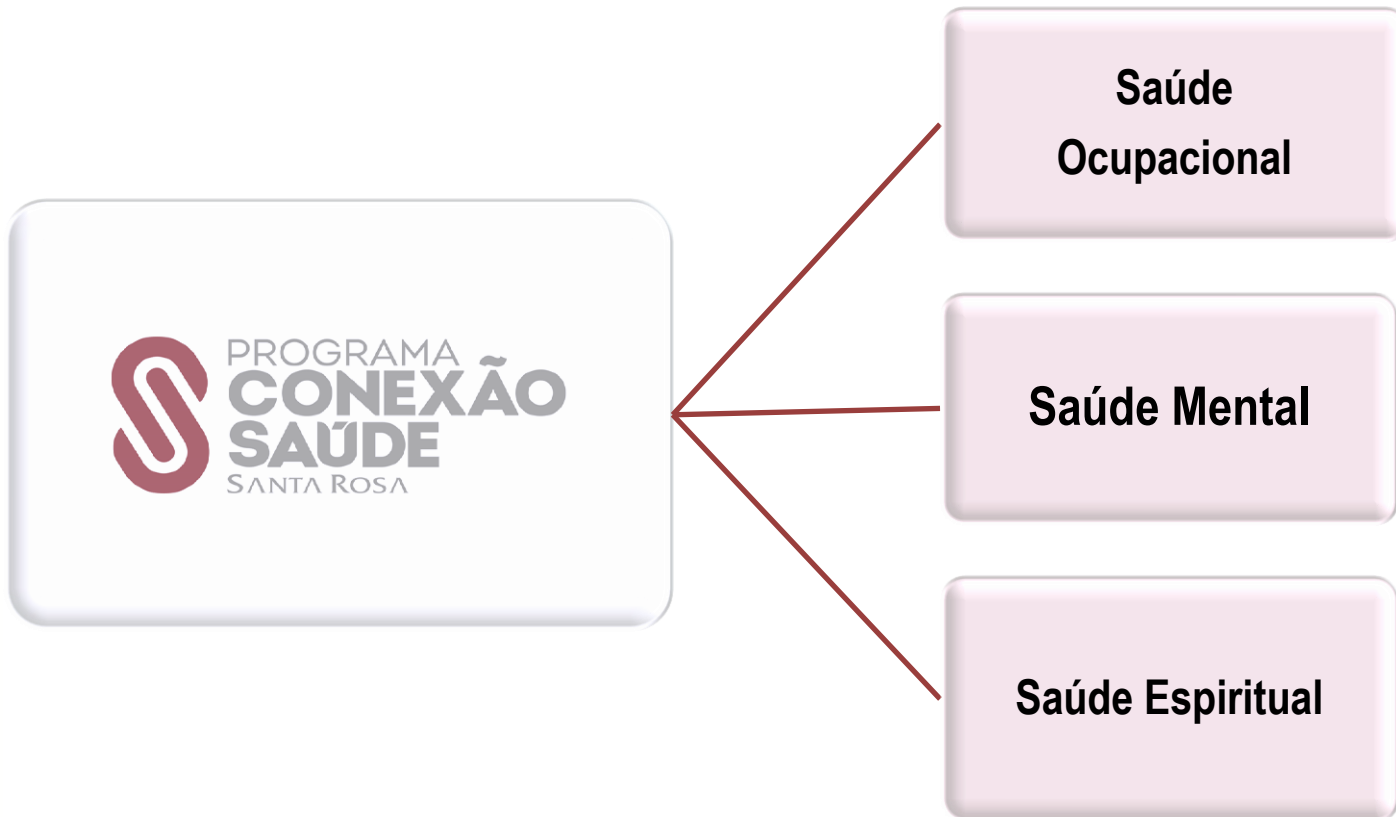 PROGRAMA
CONEXÃO
SAÚDE
SANTA ROSA
Saúde
Ocupacional
Saúde Mental
Saúde Espiritual